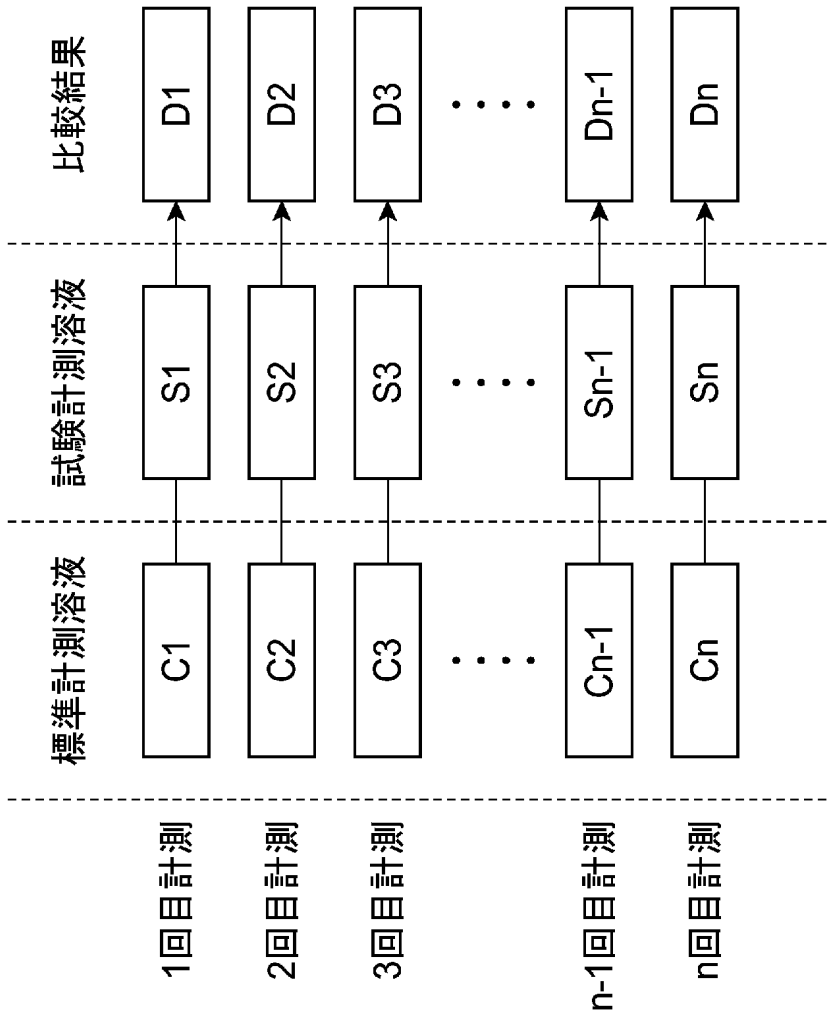 標準計測溶液
試験計測溶液
比較結果
1回目計測
C1
S1
D1
2回目計測
C2
S2
D2
3回目計測
C3
S3
D3
‥‥
‥‥
‥‥
n-1回目計測
Cn-1
Sn-1
Dn-1
n回目計測
Cn
Sn
Dn